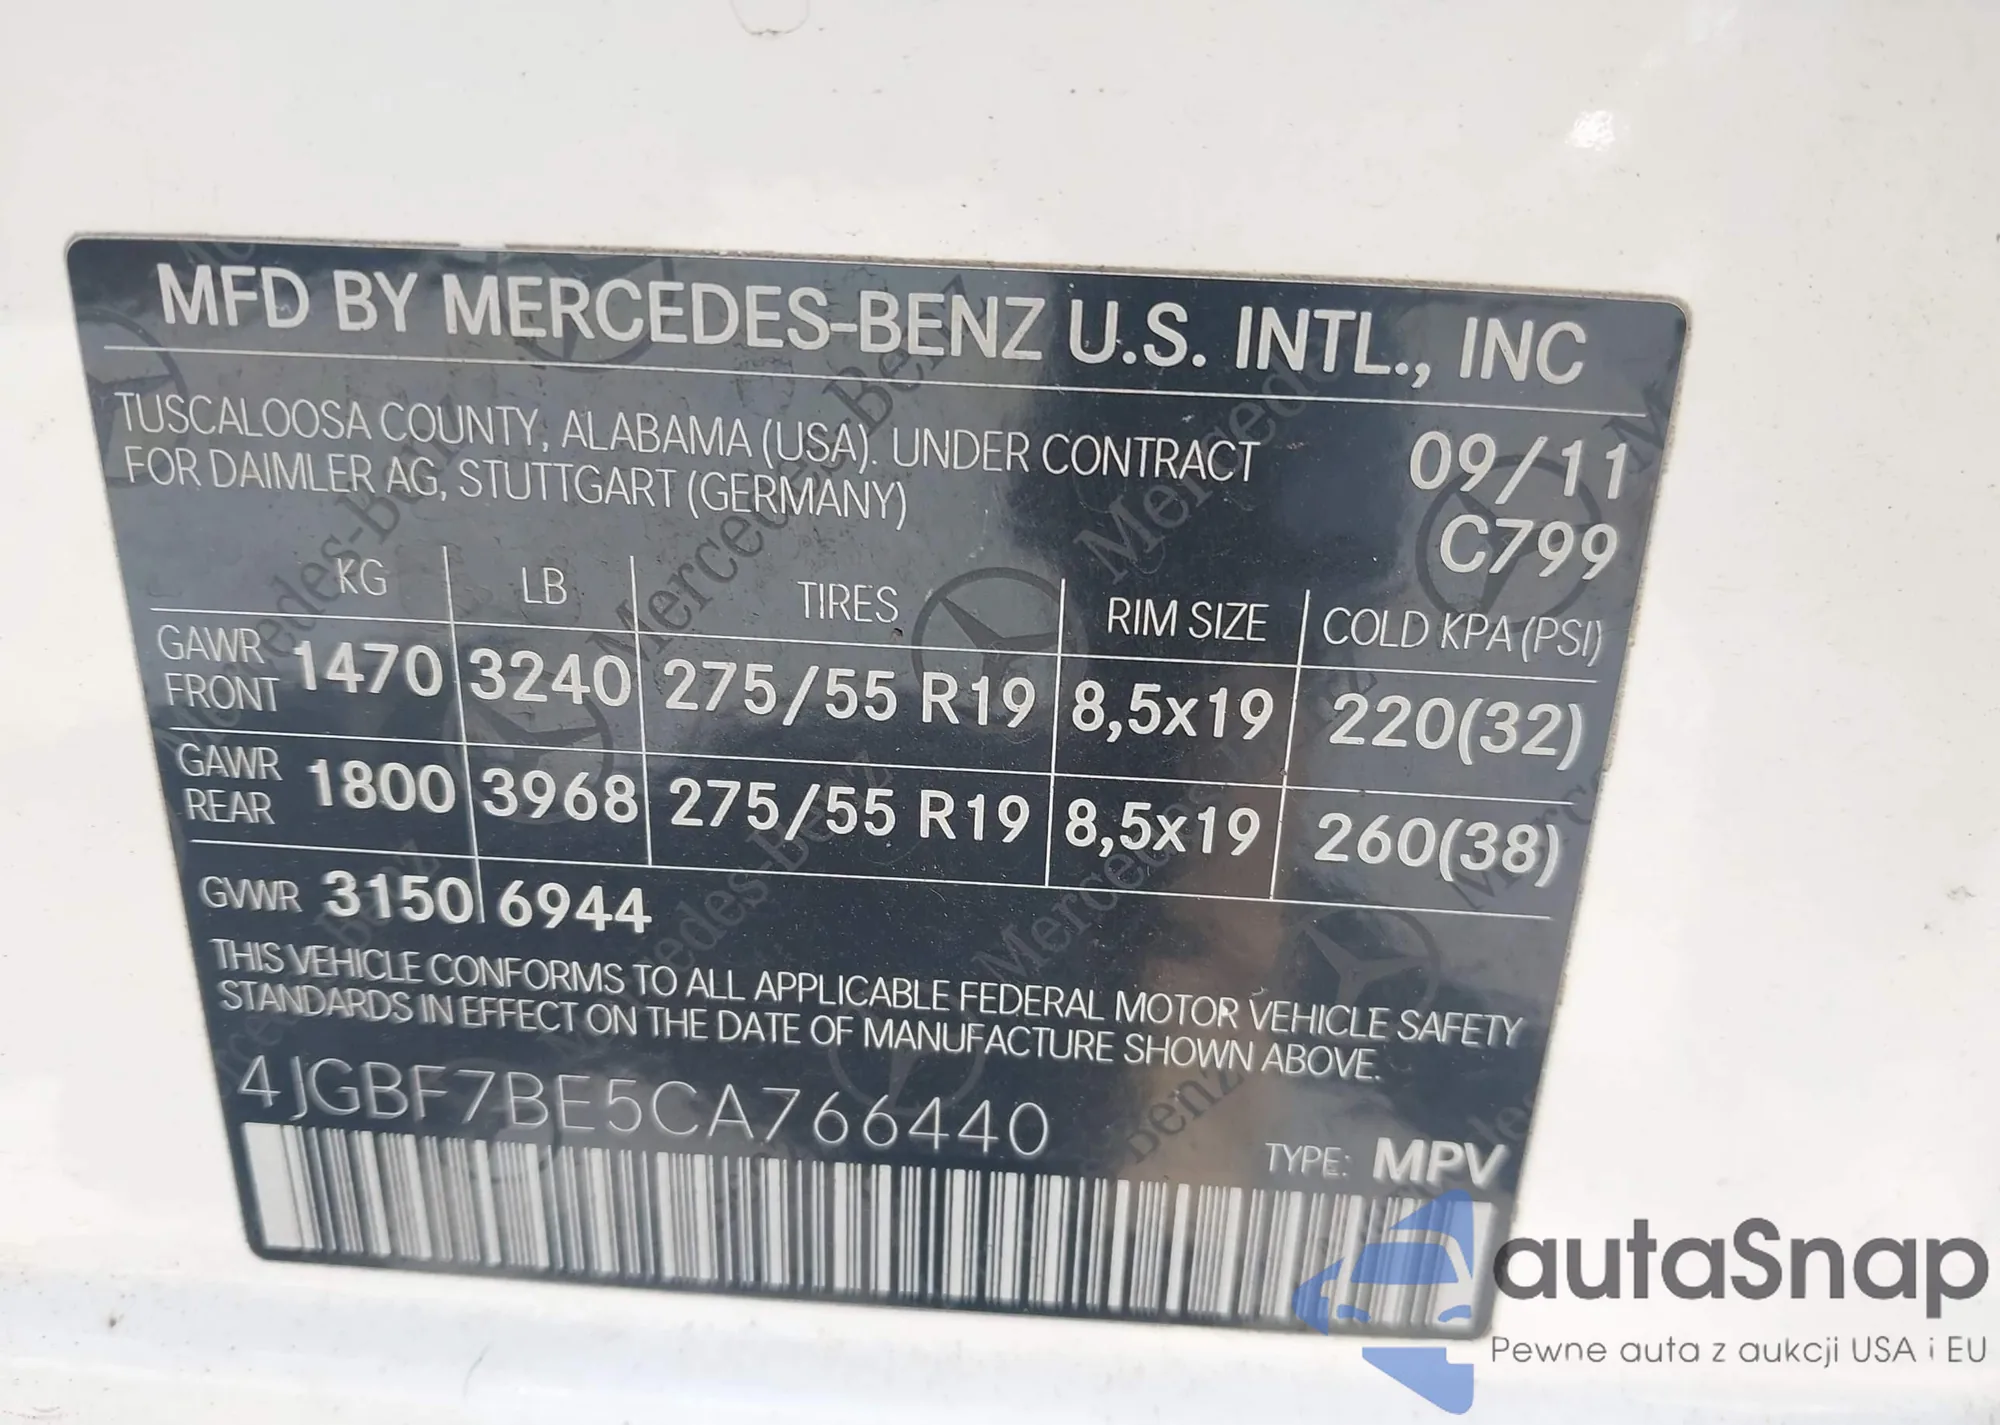 MFD BY MERCEDES-BENZ U.S. INTL., INC
TUSCALOOSA COUNTY, ALABAMA (USA). UNDER CONTRACT
FOR DAIMLER AG, STUTTGART (GERMANY)
09/11
C799
KG LB TIRES RIM SIZE COLD KPA (PSI)
GAWR FRONT 1470 3240 275/55 R19 8,5x19 220(32)
GAWR REAR 1800 3968 275/55 R19 8,5x19 260(38)
GVWR 3150 6944
THIS VEHICLE CONFORMS TO ALL APPLICABLE FEDERAL MOTOR VEHICLE SAFETY
STANDARDS IN EFFECT ON THE DATE OF MANUFACTURE SHOWN ABOVE.
4JGBF7BE5CA766440
TYPE: MPV
autaSnap
Pewne auta z aukcji USA i EU